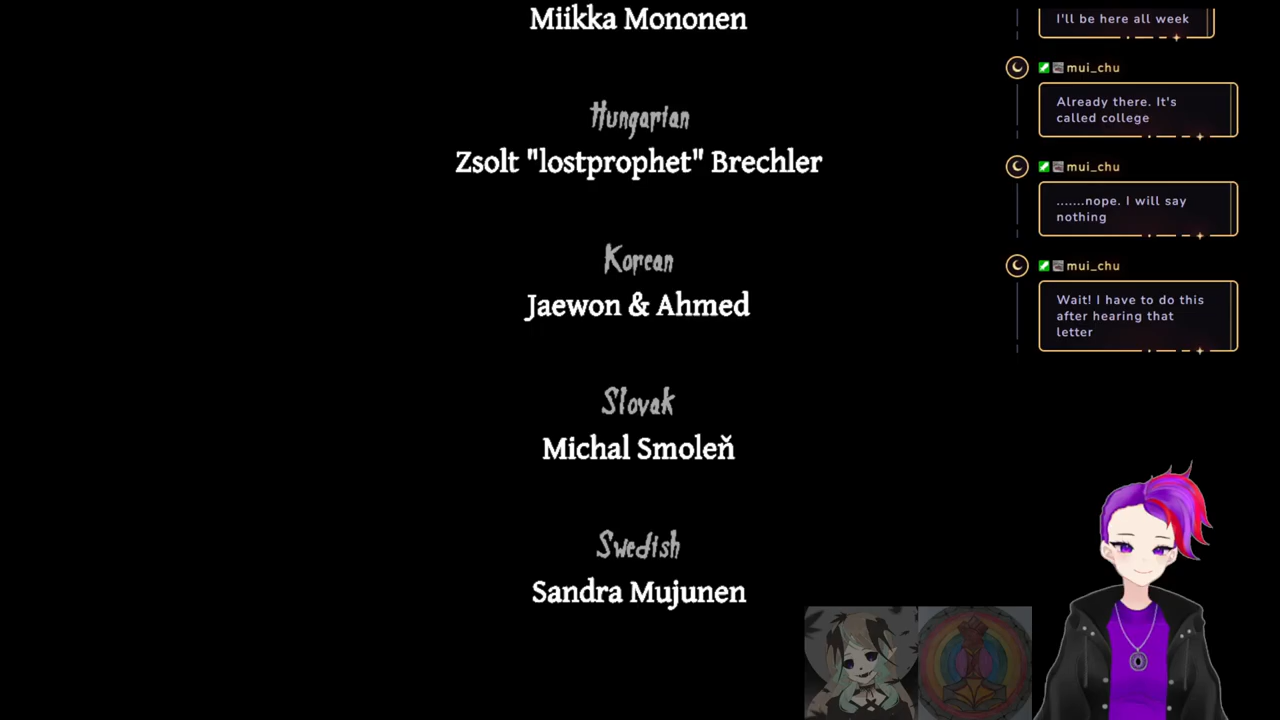 Miikka Mononen
Hungarian
Zsolt "lostprophet" Brechler
Korean
Jaewon & Ahmed
Slovak
Michal Smoleň
Swedish
Sandra Mujunen
I'll be here all week
mui_chu
Already there. It's
called college
mui_chu
.......nope. I will say
nothing
mui_chu
Wait! I have to do this
after hearing that
letter